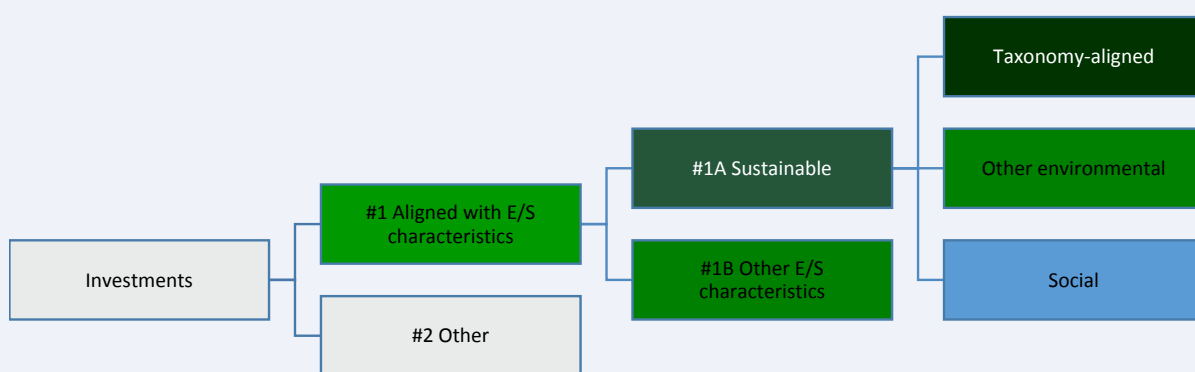 Taxonomy-aligned
#1A Sustainable
Other environmental
#1 Aligned with E/S
characteristics
#1B Other E/S
characteristics
Investments
Social
#2 Other